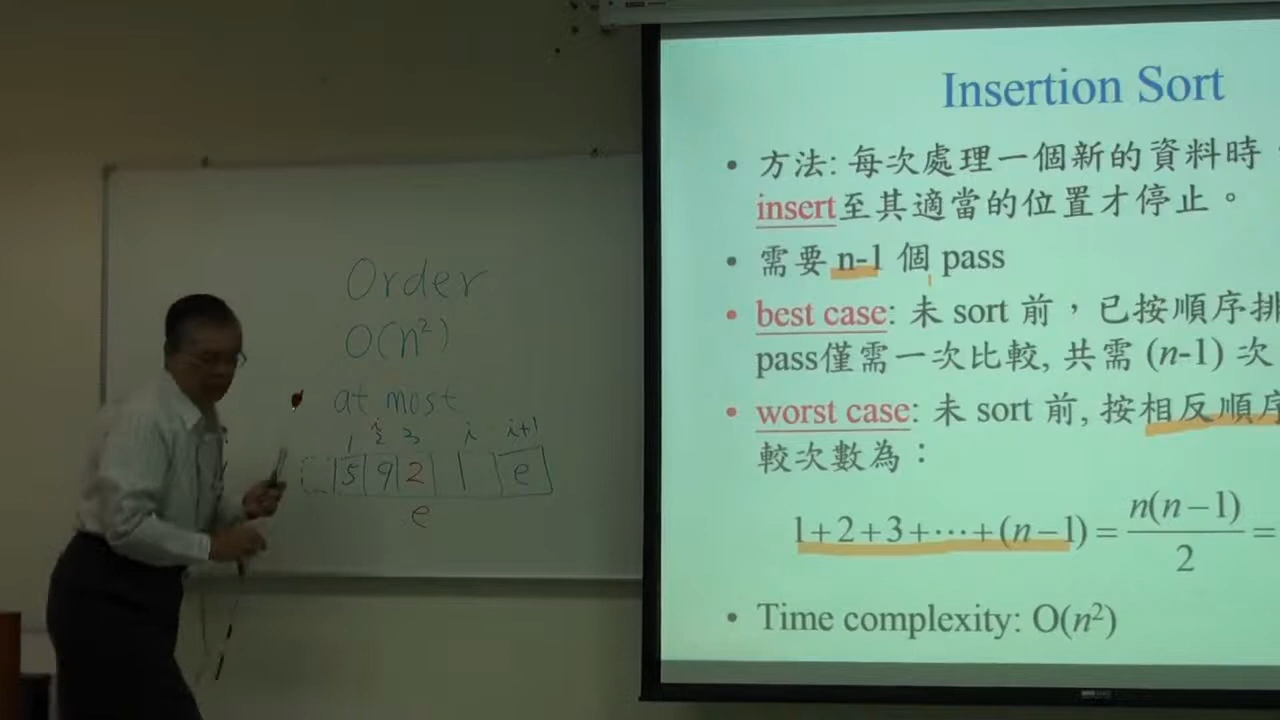 Order
O(n²)
at most
1 2 3 i i+1
5 9 2 e
e
Insertion Sort
• 方法: 每次處理一個新的資料時
insert至其適當的位置才停止。
• 需要 n-1 個 pass
• best case: 未 sort 前，已按順序排
pass僅需一次比較, 共需 (n-1) 次
• worst case: 未 sort 前, 按相反順序
較次數為：
1+2+3+⋯+(n−1)=n(n−1)/2=
• Time complexity: O(n²)